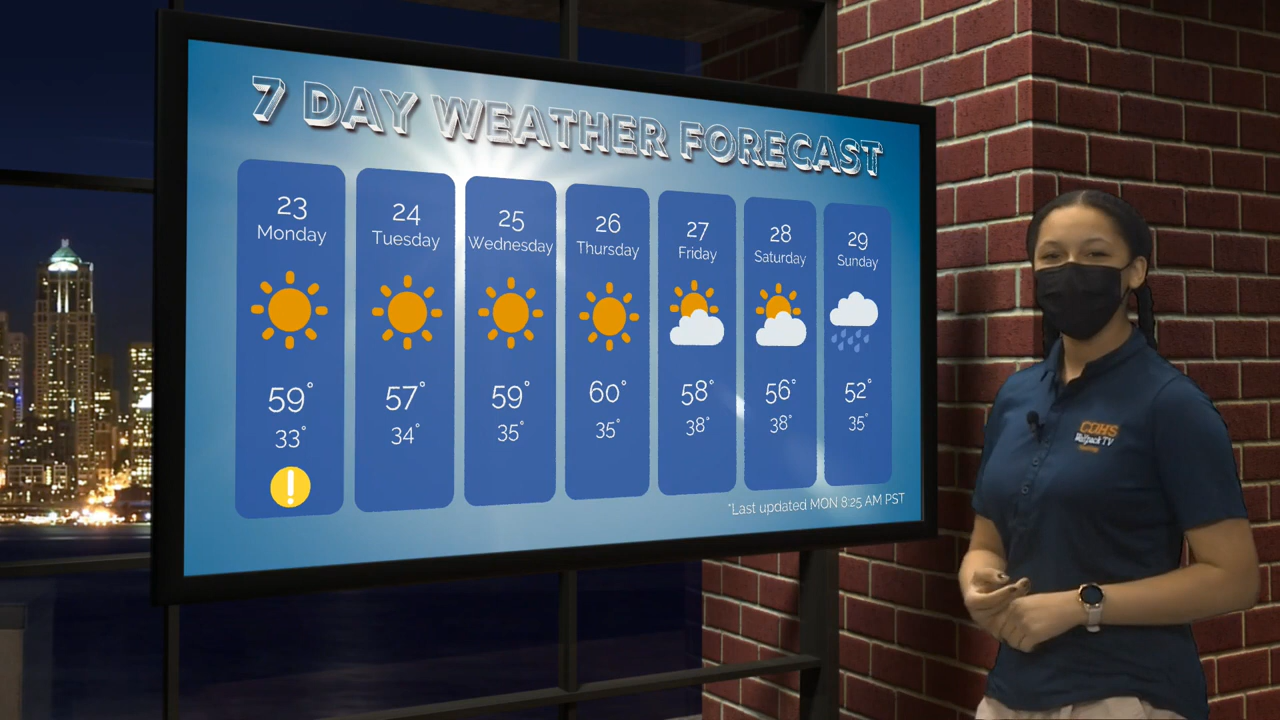 7 DAY WEATHER FORECAST
23
Monday
59°
33°
!
24
Tuesday
57°
34°
25
Wednesday
59°
35°
26
Thursday
60°
35°
27
Friday
58°
38°
28
Saturday
56°
38°
29
Sunday
52°
35°
*Last updated MON 8:25 AM PST
Wolfpack TV